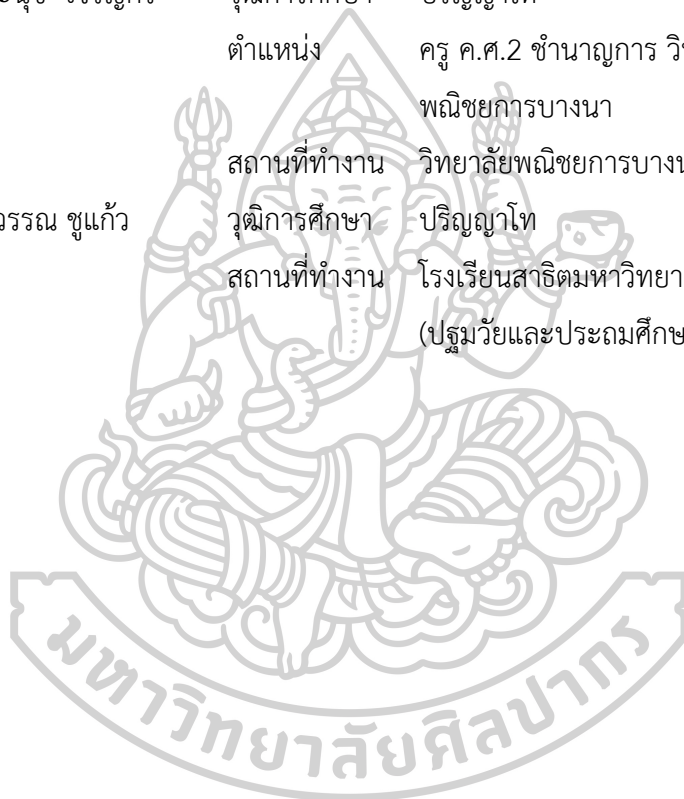 ตำแหน่ง ครู ค.ศ.2 ชำนาญการ
พณิชยการบางนา
สถานที่ทำงาน วิทยาลัยพณิชยการบางน
วรรณ ชูแก้ว วุฒิการศึกษา ปริญญาโท
สถานที่ทำงาน โรงเรียนสาธิตมหาวิทยา
(ปฐมวัยและประถมศึกษ
มหาวิทยาลัยศิลปากร